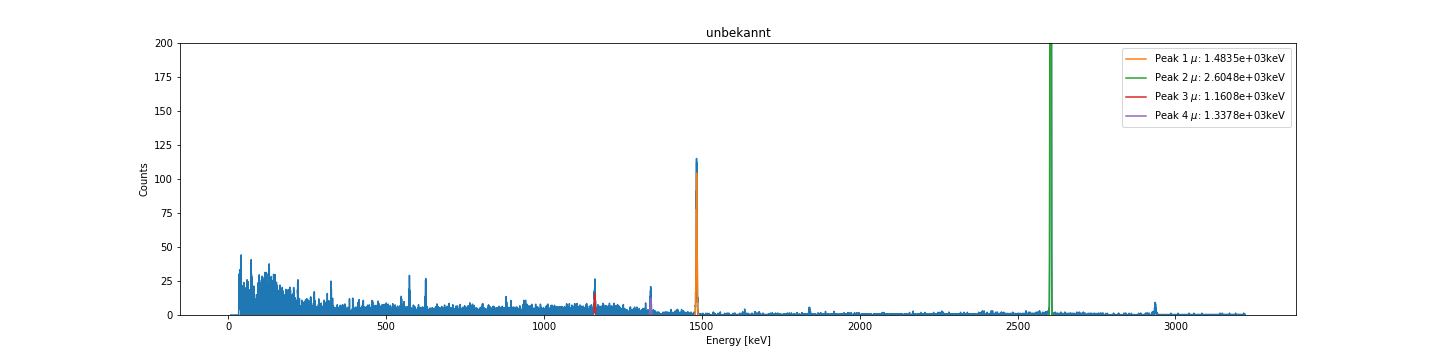 unbekannt
200
175
150
125
100
75
50
25
0
Counts
Peak 1 μ: 1.4835e+03keV
Peak 2 μ: 2.6048e+03keV
Peak 3 μ: 1.1608e+03keV
Peak 4 μ: 1.3378e+03keV
0 500 1000 1500 2000 2500 3000
Energy [keV]